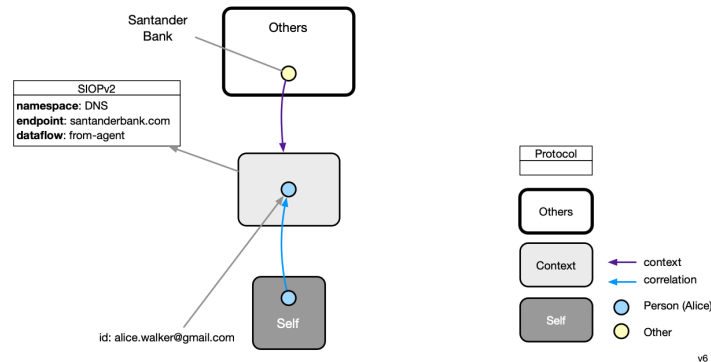 Santander
Bank
Others
SIOPv2
namespace: DNS
endpoint: santanderbank.com
dataflow: from-agent
Self
id: alice.walker@gmail.com
Protocol
Others
Context
context
correlation
Self
Person (Alice)
Other
v6